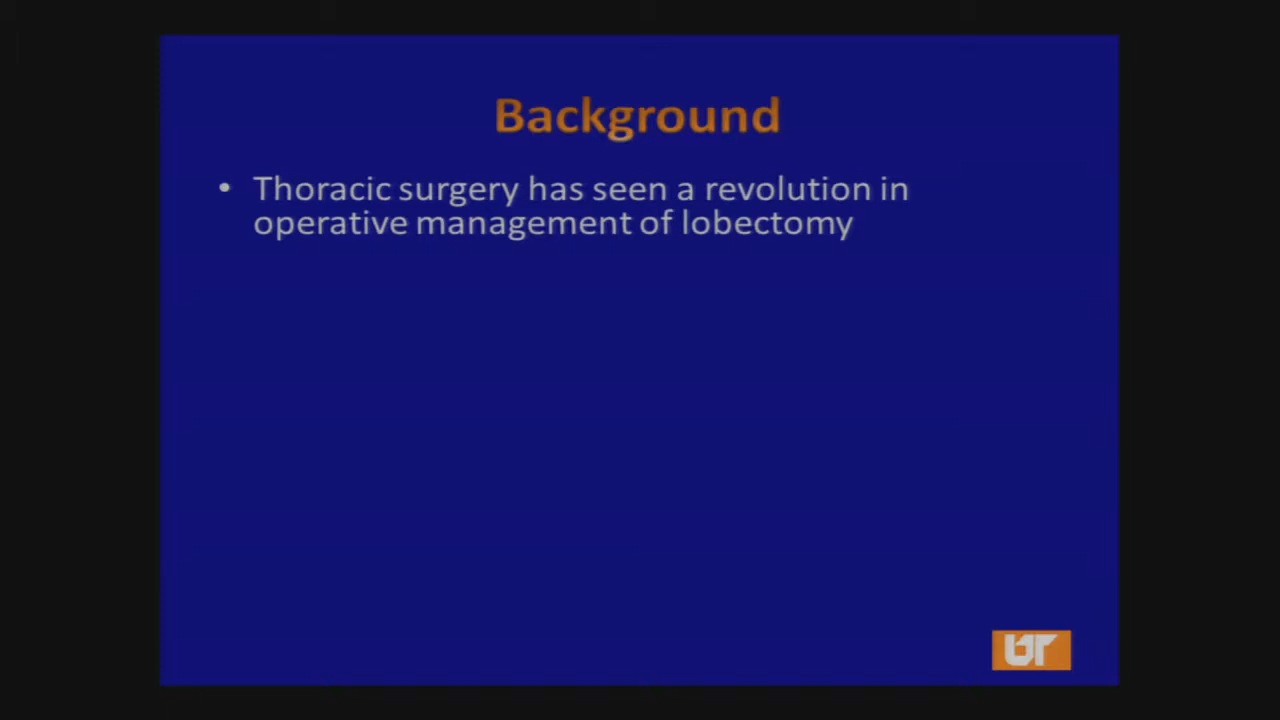 Background
• Thoracic surgery has seen a revolution in
operative management of lobectomy
UT